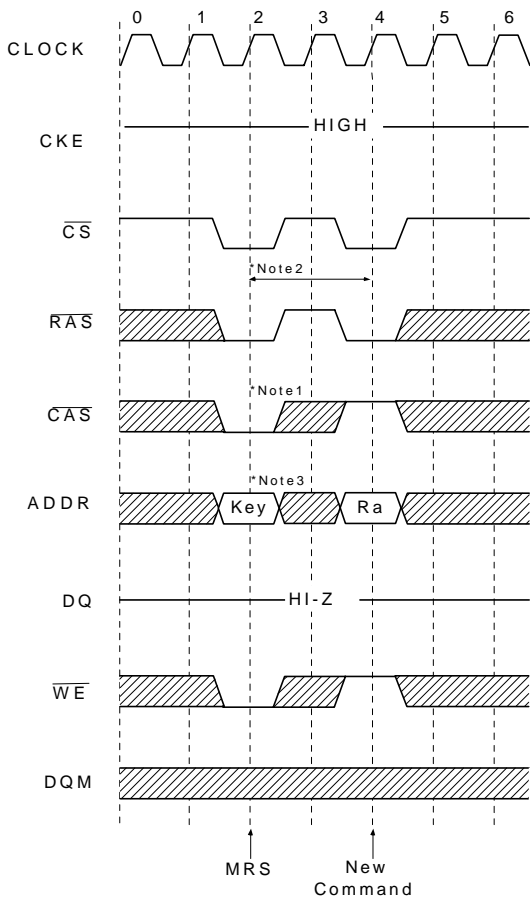 0 1 2 3 4 5 6
CLOCK
HIGH
CKE
CS
*Note2
RAS
*Note1
CAS
*Note3
ADDR Key Ra
DQ HI-Z
WE
DQM
MRS New
Command